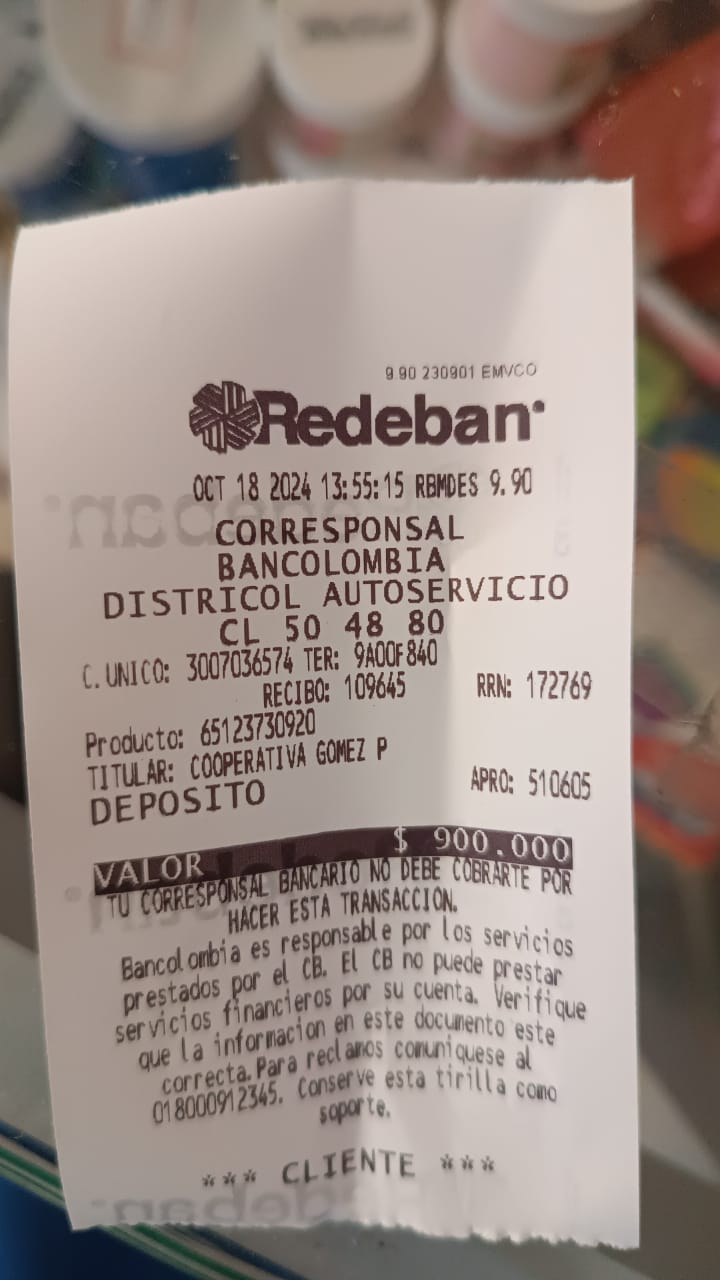 9.90 230901 EMVCO
Redeban
OCT 18 2024 13:55:15 RBMDES 9.90
CORRESPONSAL
BANCOLOMBIA
DISTRICOL AUTOSERVICIO
CL 50 48 80
C. UNICO: 3007036574 TER: 9A00F840
RECIBO: 109645 RRN: 172769
Producto: 65123730920
TITULAR: COOPERATIVA GOMEZ P
DEPOSITO APRO: 510605
VALOR $ 900.000
TU CORRESPONSAL BANCARIO NO DEBE COBRARTE POR
HACER ESTA TRANSACCION.
Bancolombia es responsable por los servicios
prestados por el CB. El CB no puede prestar
servicios financieros por su cuenta. Verifique
que la informacion en este documento este
correcta. Para reclamos comuniquese al
018000912345. Conserve esta tirilla como
soporte.
*** CLIENTE ***